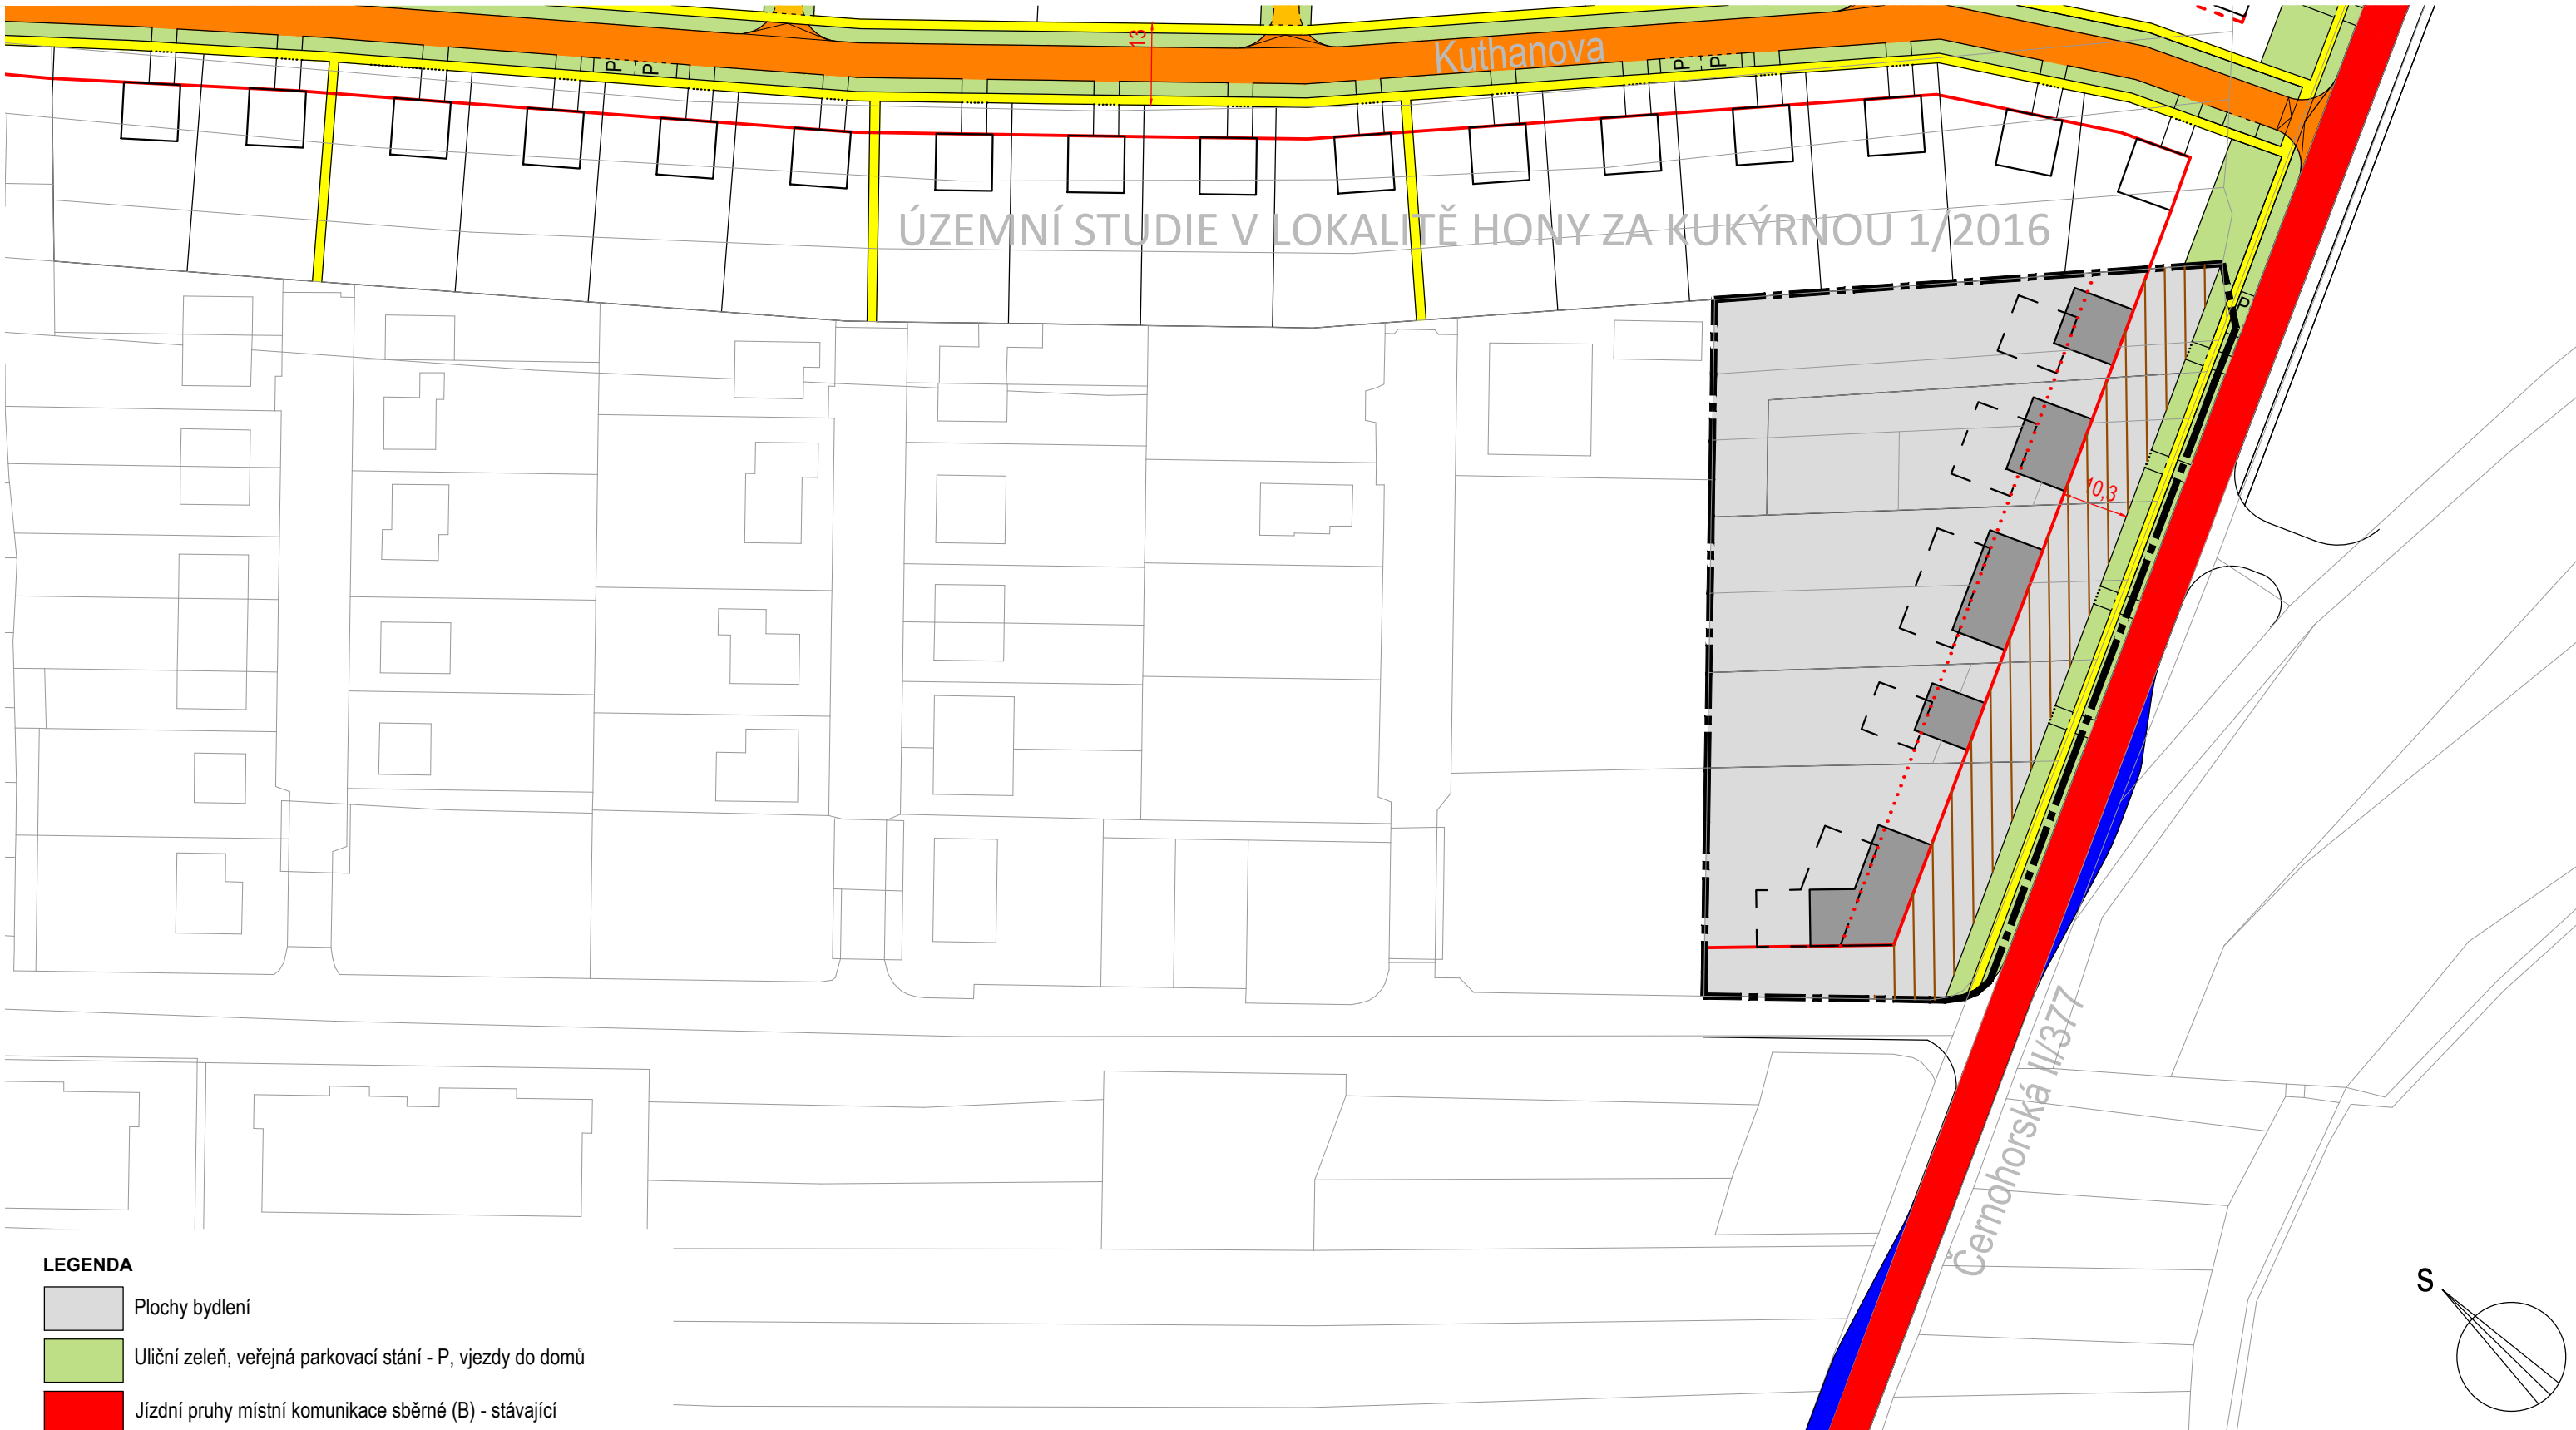 13
Kuthanova
P
P
P
P
ÚZEMNÍ STUDIE V LOKALITĚ HONY ZA KUKÝRNOU 1/2016
P
10,3
Černohorská II/377
LEGENDA
Plochy bydlení
Uliční zeleň, veřejná parkovací stání - P, vjezdy do domů
Jízdní pruhy místní komunikace sběrné (B) - stávající
S